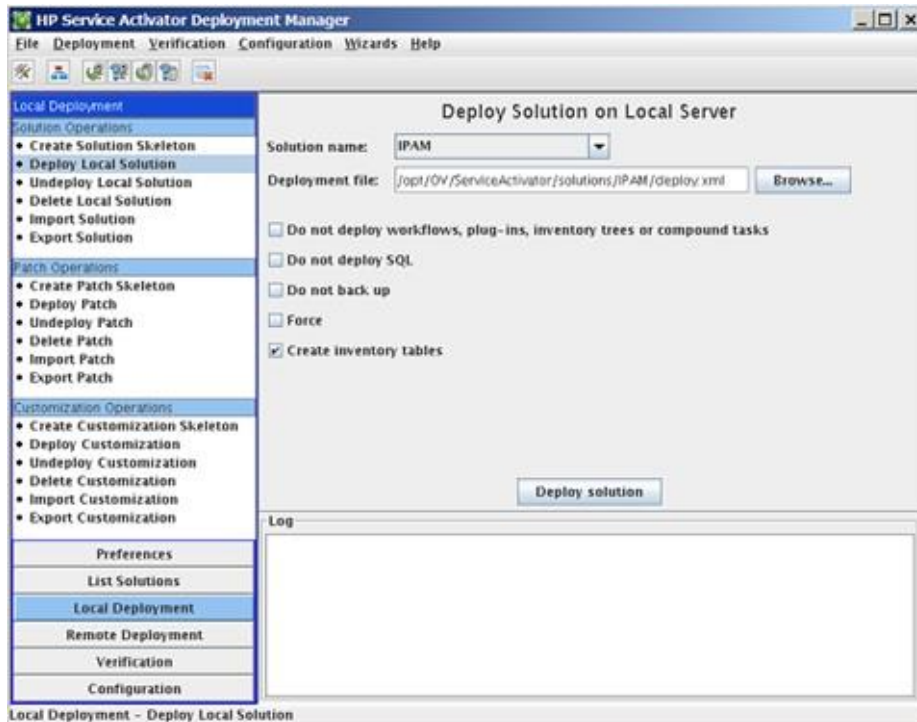 HP Service Activator Deployment Manager
File Deployment Verification Configuration Wizards Help
Local Deployment
Solution Operations
• Create Solution Skeleton
• Deploy Local Solution
• Undeploy Local Solution
• Delete Local Solution
• Import Solution
• Export Solution
Patch Operations
• Create Patch Skeleton
• Deploy Patch
• Undeploy Patch
• Delete Patch
• Import Patch
• Export Patch
Customization Operations
• Create Customization Skeleton
• Deploy Customization
• Undeploy Customization
• Delete Customization
• Import Customization
• Export Customization
Preferences
List Solutions
Local Deployment
Remote Deployment
Verification
Configuration
Deploy Solution on Local Server
Solution name: IPAM
Deployment file: /opt/OV/ServiceActivator/solutions/IPAM/deploy.xml Browse...
Do not deploy workflows, plug-ins, inventory trees or compound tasks
Do not deploy SQL
Do not back up
Force
Create inventory tables
Deploy solution
Log
Local Deployment - Deploy Local Solution